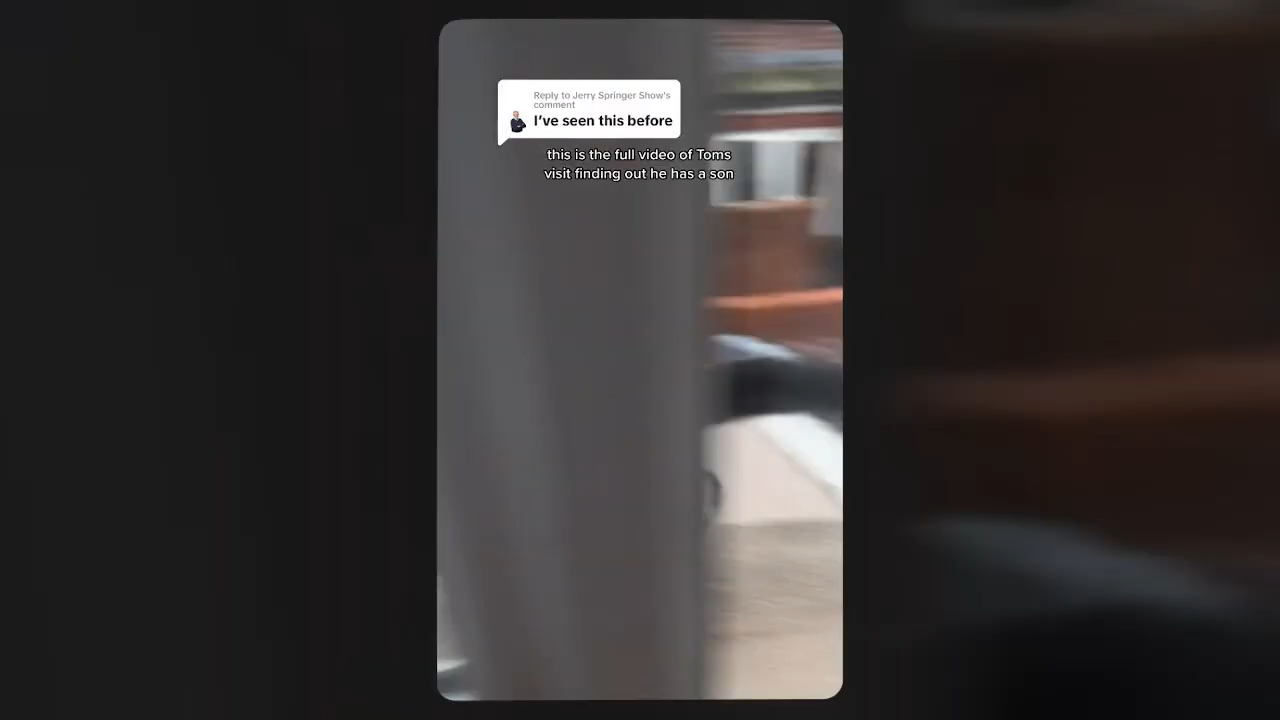 Reply to Jerry Springer Show's
comment
I've seen this before
this is the full video of Toms
visit finding out he has a son